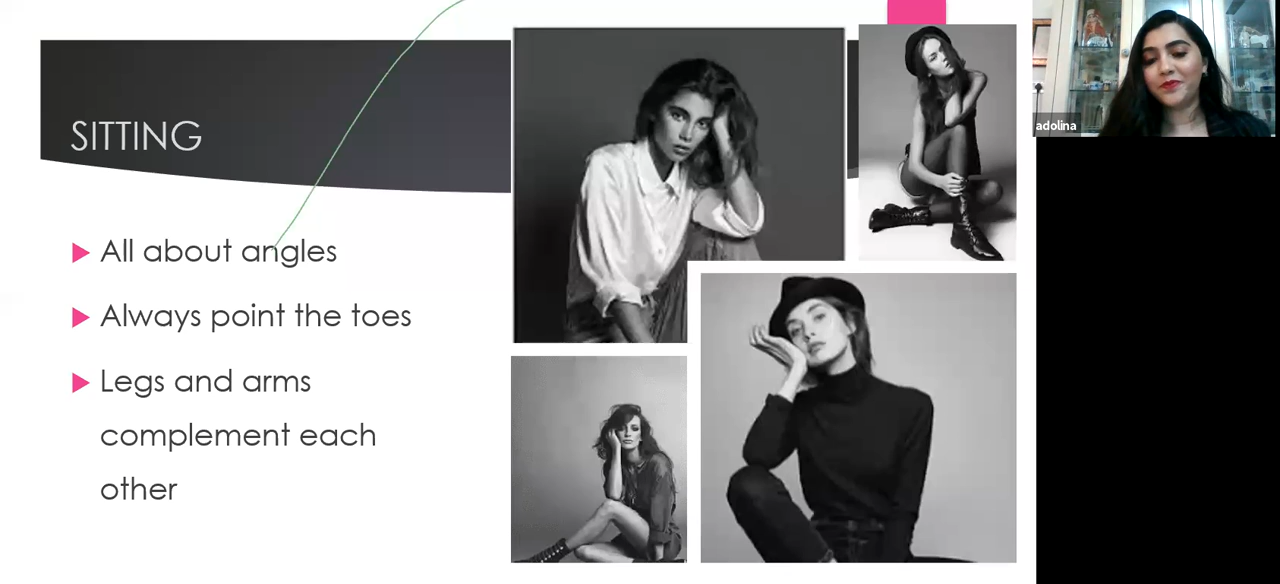 SITTING
All about angles
Always point the toes
Legs and arms
complement each
other
adolina